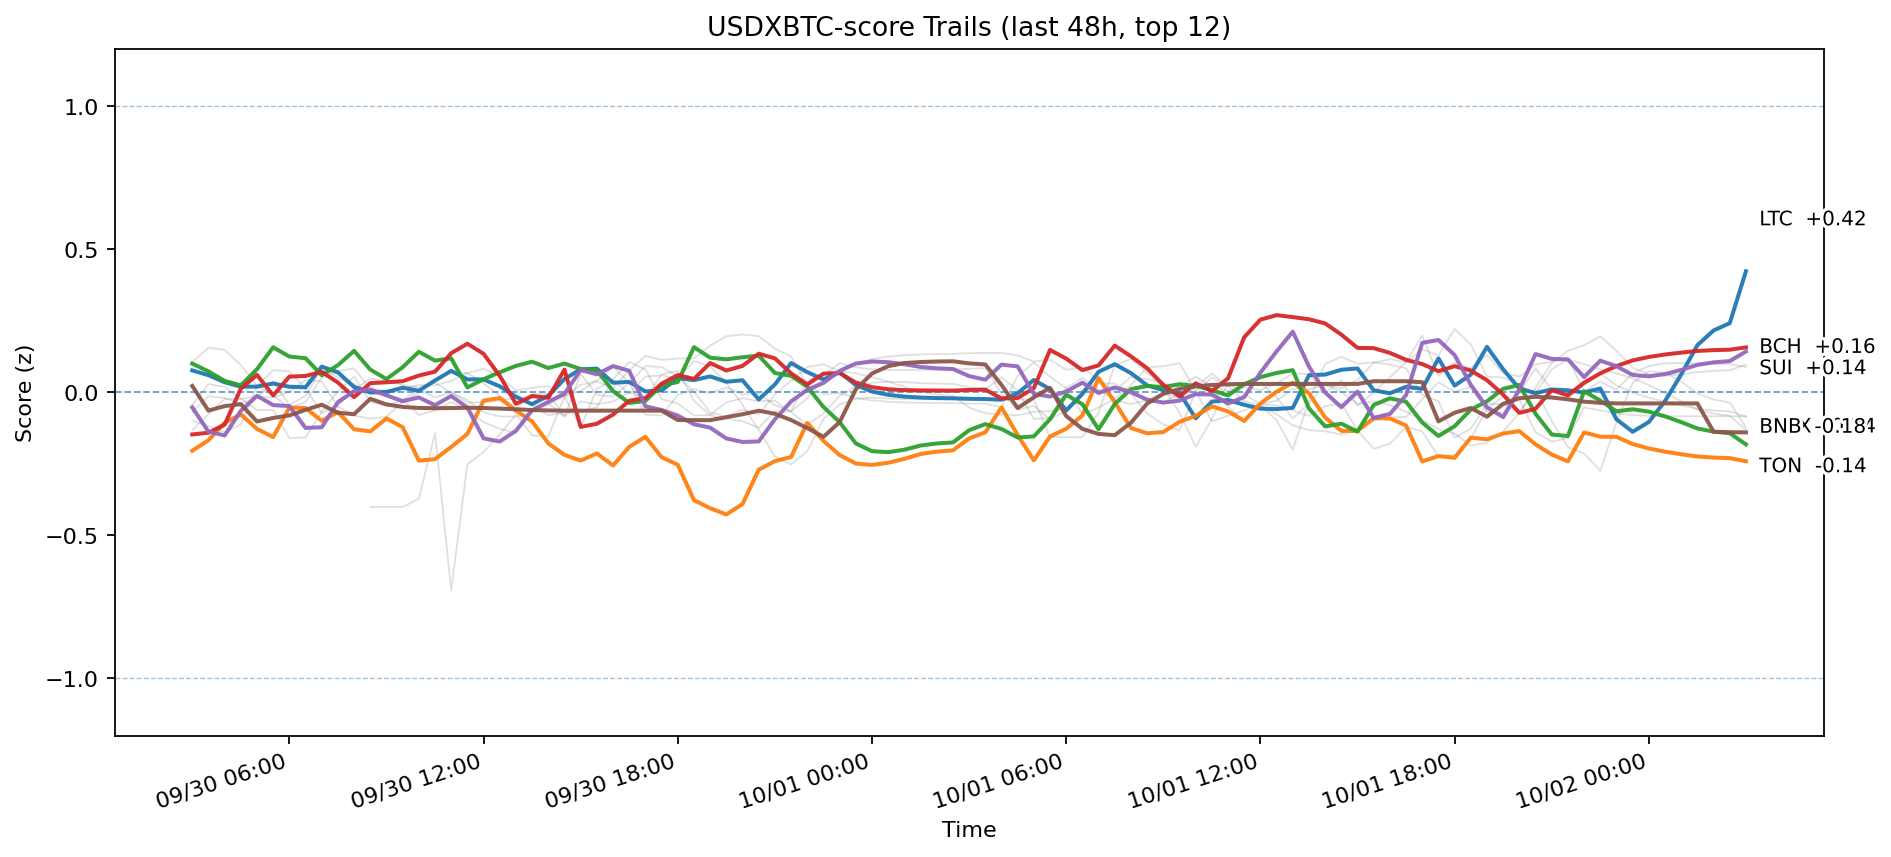 USDXBTC-score Trails (last 48h, top 12)
Score (z)
1.0
0.5
0.0
−0.5
−1.0
LTC +0.42
BCH +0.16
SUI +0.14
BNB
TON -0.14
09/30 06:00
09/30 12:00
09/30 18:00
10/01 00:00
10/01 06:00
10/01 12:00
10/01 18:00
10/02 00:00
Time